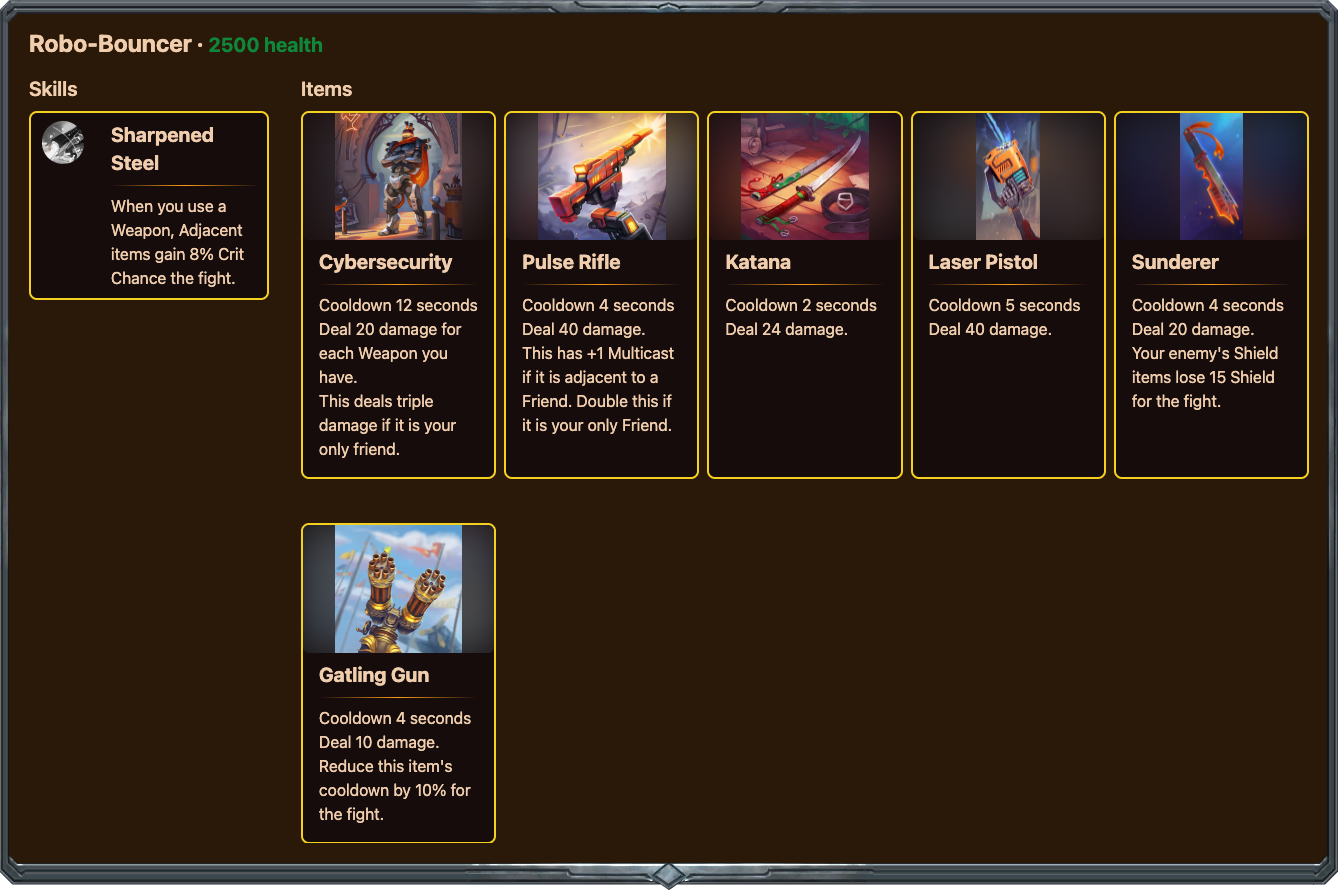 Robo-Bouncer · 2500 health
Skills
Sharpened
Steel
When you use a
Weapon, Adjacent
items gain 8% Crit
Chance the fight.
Items
Cybersecurity
Cooldown 12 seconds
Deal 20 damage for
each Weapon you
have.
This deals triple
damage if it is your
only friend.
Pulse Rifle
Cooldown 4 seconds
Deal 40 damage.
This has +1 Multicast
if it is adjacent to a
Friend. Double this if
it is your only Friend.
Katana
Cooldown 2 seconds
Deal 24 damage.
Laser Pistol
Cooldown 5 seconds
Deal 40 damage.
Sunderer
Cooldown 4 seconds
Deal 20 damage.
Your enemy's Shield
items lose 15 Shield
for the fight.
Gatling Gun
Cooldown 4 seconds
Deal 10 damage.
Reduce this item's
cooldown by 10% for
the fight.